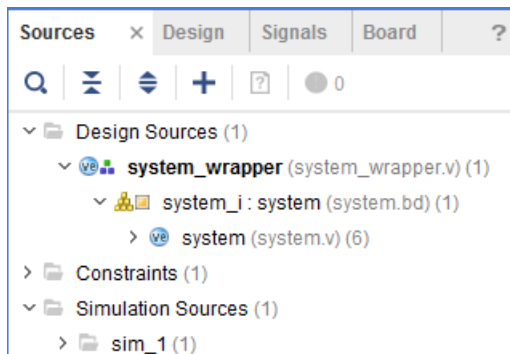 Sources × Design Signals Board ?
0
Design Sources (1)
system_wrapper (system_wrapper.v) (1)
system_i : system (system.bd) (1)
system (system.v) (6)
Constraints (1)
Simulation Sources (1)
sim_1 (1)